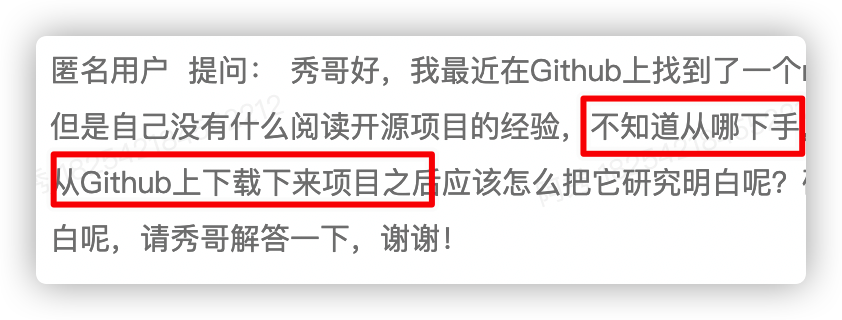 匿名用户 提问： 秀哥好，我最近在Github上找到了一个
但是自己没有什么阅读开源项目的经验，不知道从哪下手
从Github上下载下来项目之后应该怎么把它研究明白呢？
白呢，请秀哥解答一下，谢谢！